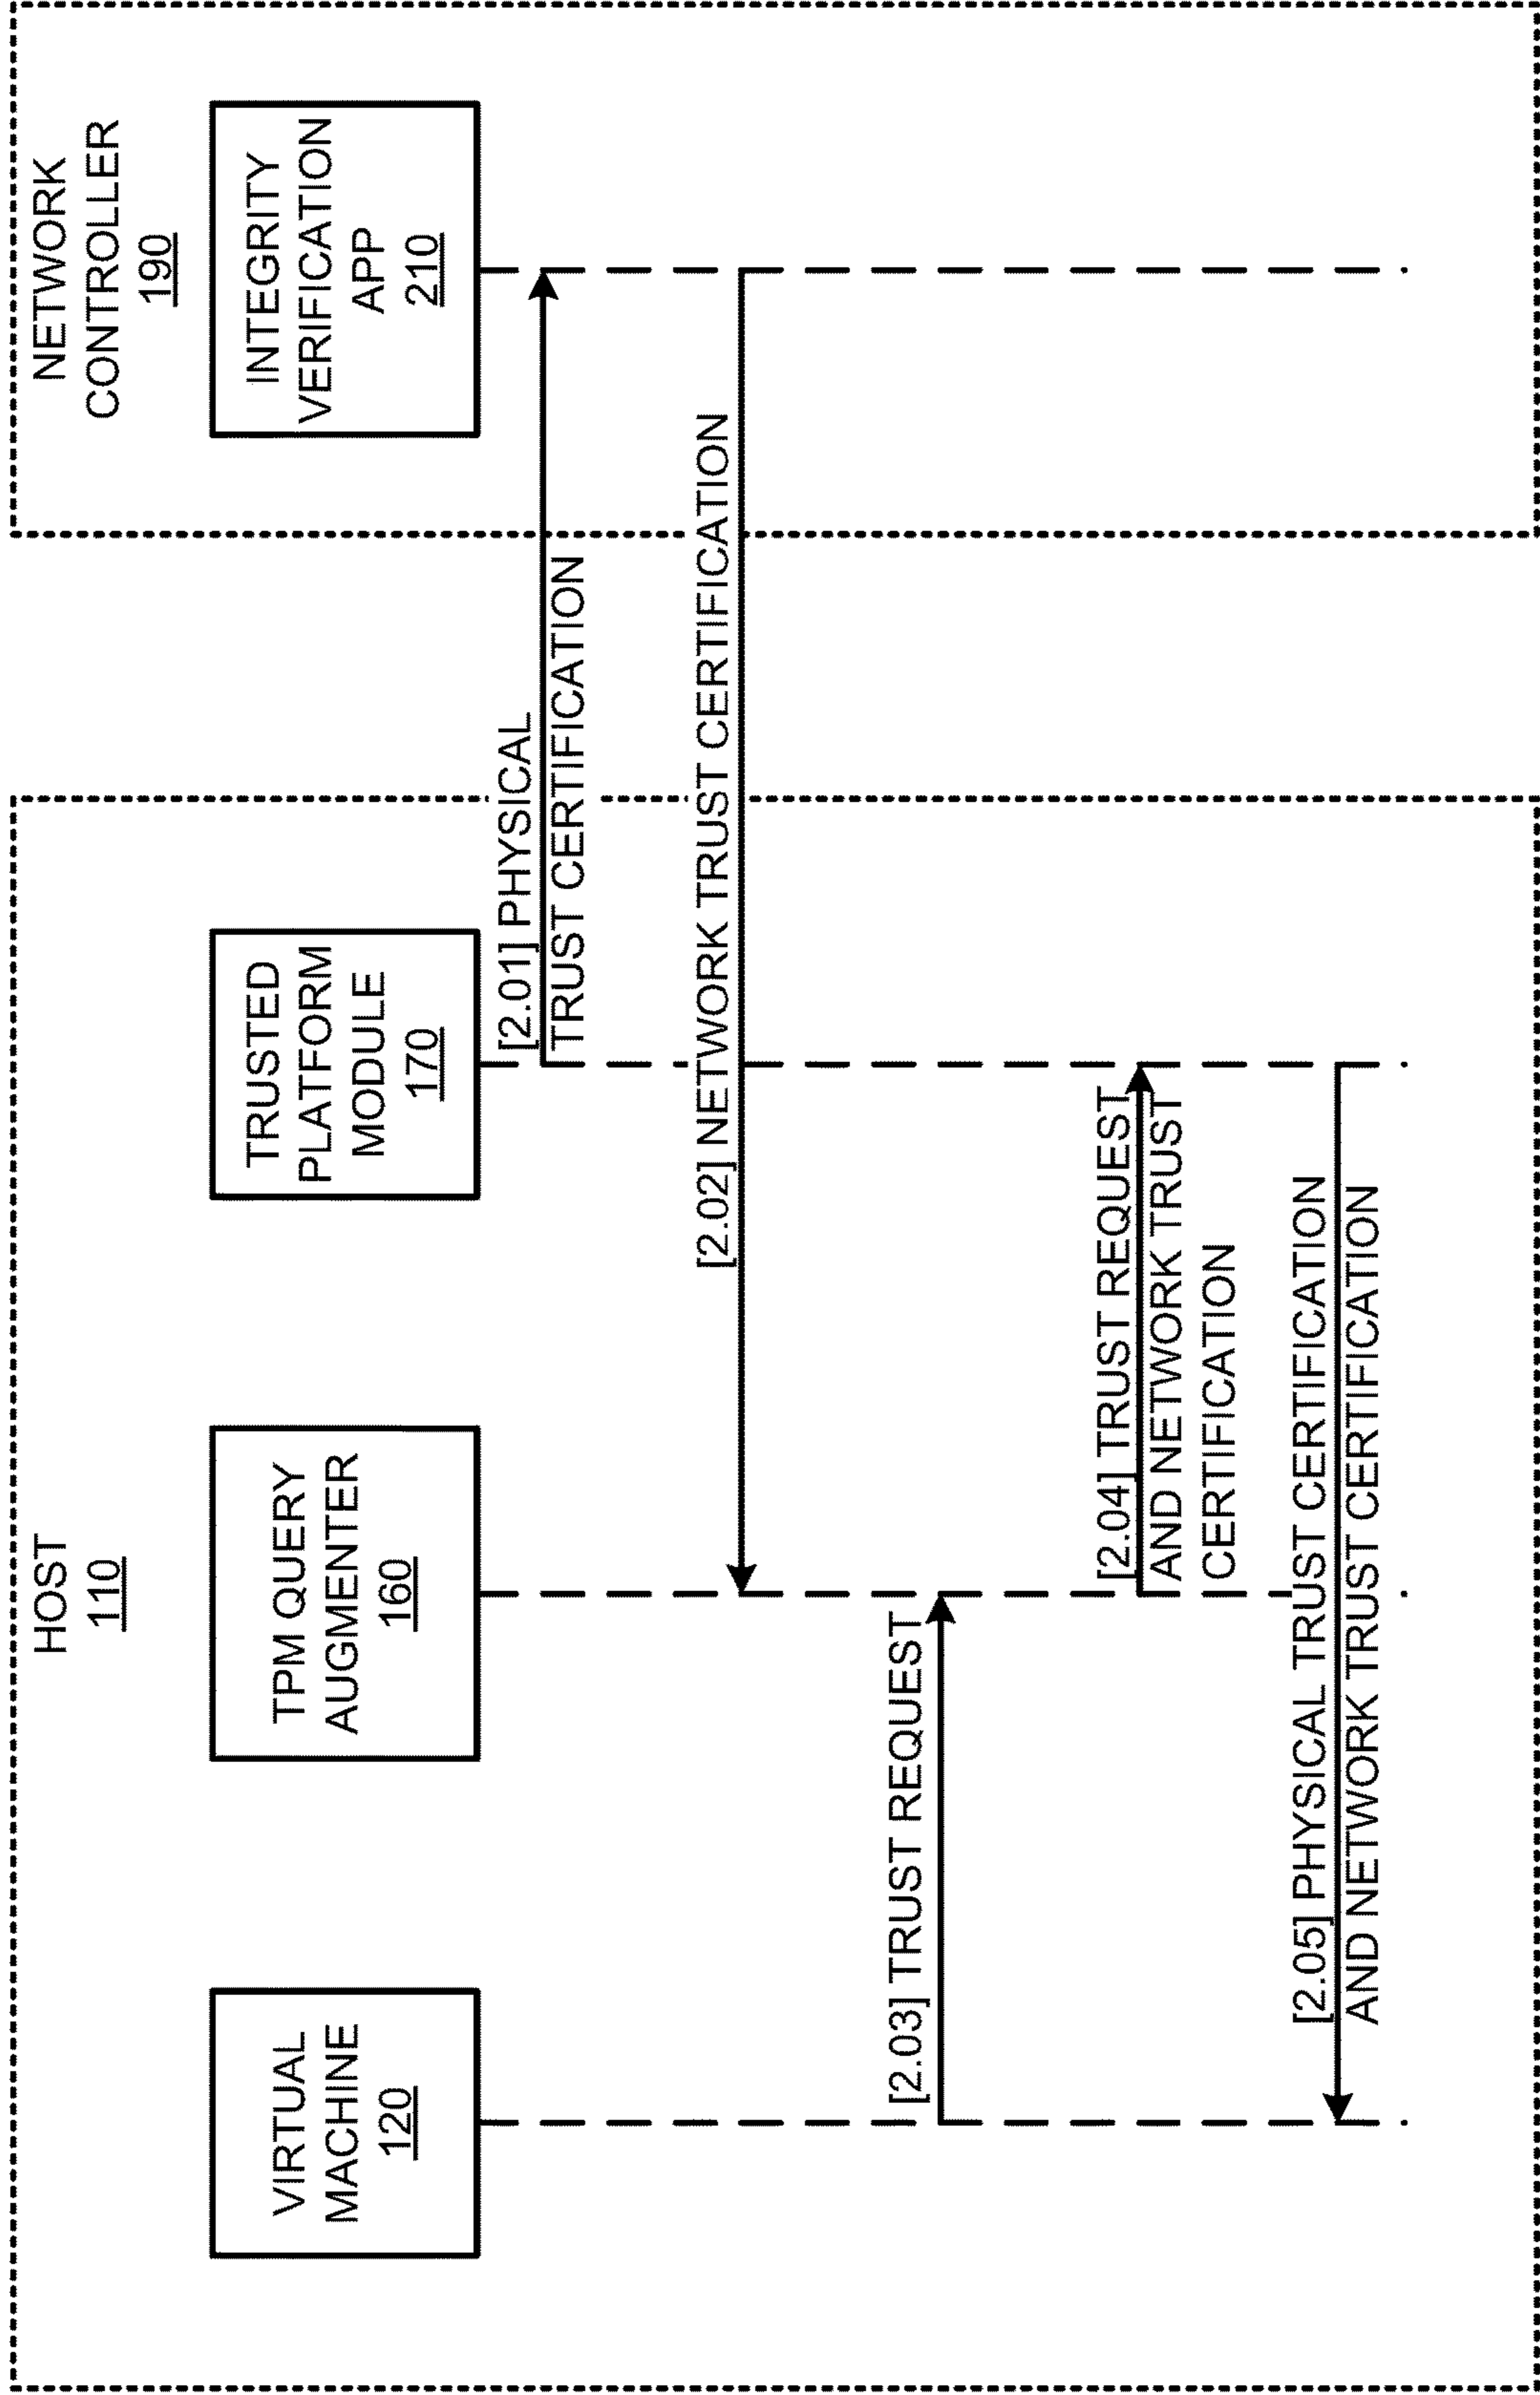 HOST
110
NETWORK
CONTROLLER
190
VIRTUAL
MACHINE
120
TPM QUERY
AUGMENTER
160
TRUSTED
PLATFORM
MODULE
170
INTEGRITY
VERIFICATION
APP
210
[2.01] PHYSICAL
TRUST CERTIFICATION
[2.02] NETWORK TRUST CERTIFICATION
[2.03] TRUST REQUEST
[2.04] TRUST REQUEST
AND NETWORK TRUST
CERTIFICATION
[2.05] PHYSICAL TRUST CERTIFICATION
AND NETWORK TRUST CERTIFICATION